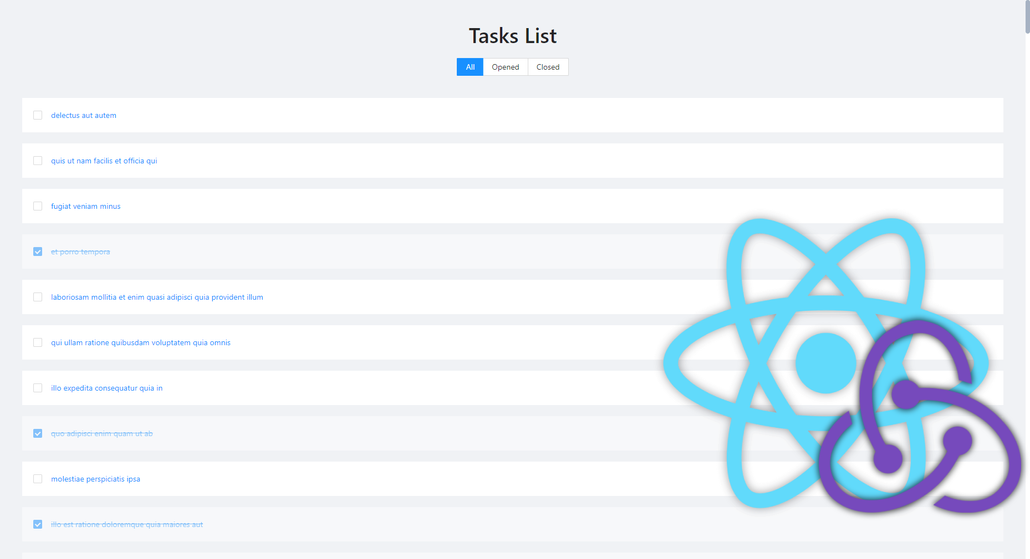 Tasks List
All Opened Closed
delectus aut autem
quis ut nam facilis et officia qui
fugiat veniam minus
et porro tempora
laboriosam mollitia et enim quasi adipisci quia provident illum
qui ullam ratione quibusdam voluptatem quia omnis
illo expedita consequatur quia in
quo adipisci enim quam ut ab
molestiae perspiciatis ipsa
illo est ratione doloremque quia maiores aut